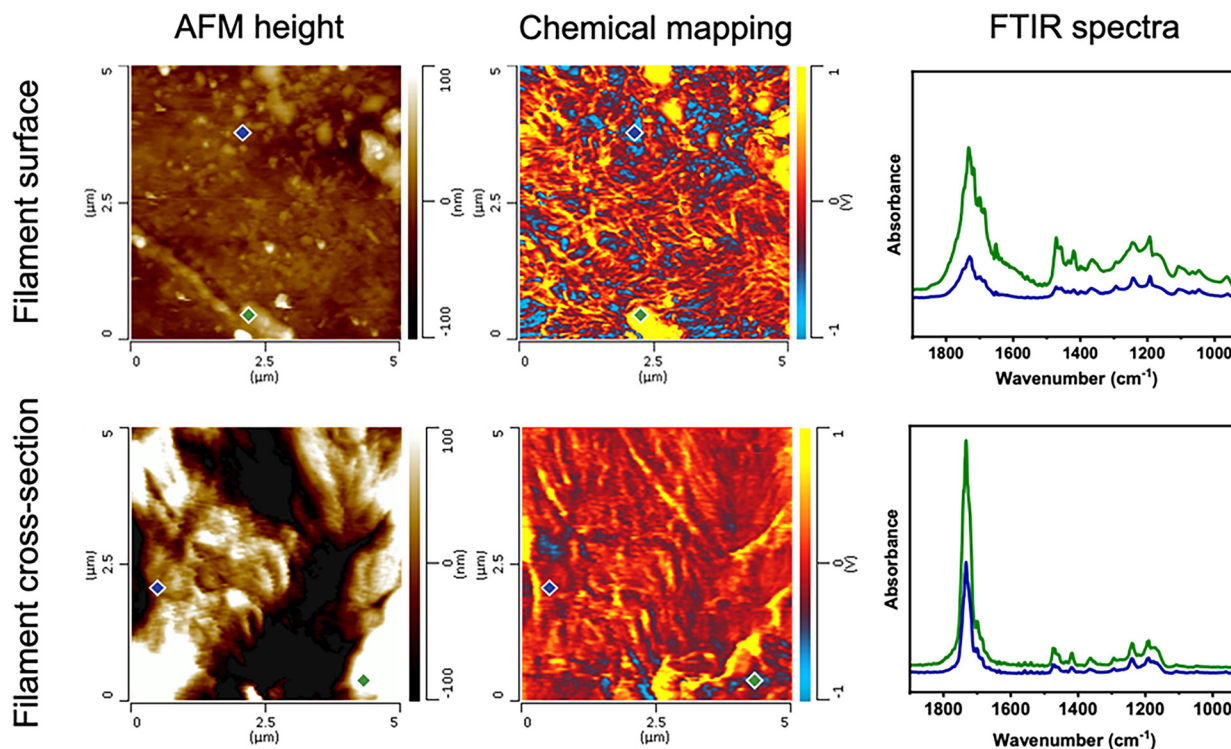 AFM height
Chemical mapping
FTIR spectra
Filament surface
5
2.5
0
(µm)
0
2.5
5
(µm)
100
0
-100
(nm)
5
2.5
0
(µm)
0
2.5
5
(µm)
1
0
-1
(V)
Absorbance
1800
1600
1400
1200
1000
Wavenumber (cm-1)
Filament cross-section
5
2.5
0
(µm)
0
2.5
5
(µm)
100
0
-100
(nm)
5
2.5
0
(µm)
0
2.5
5
(µm)
1
0
-1
(V)
Absorbance
1800
1600
1400
1200
1000
Wavenumber (cm-1)